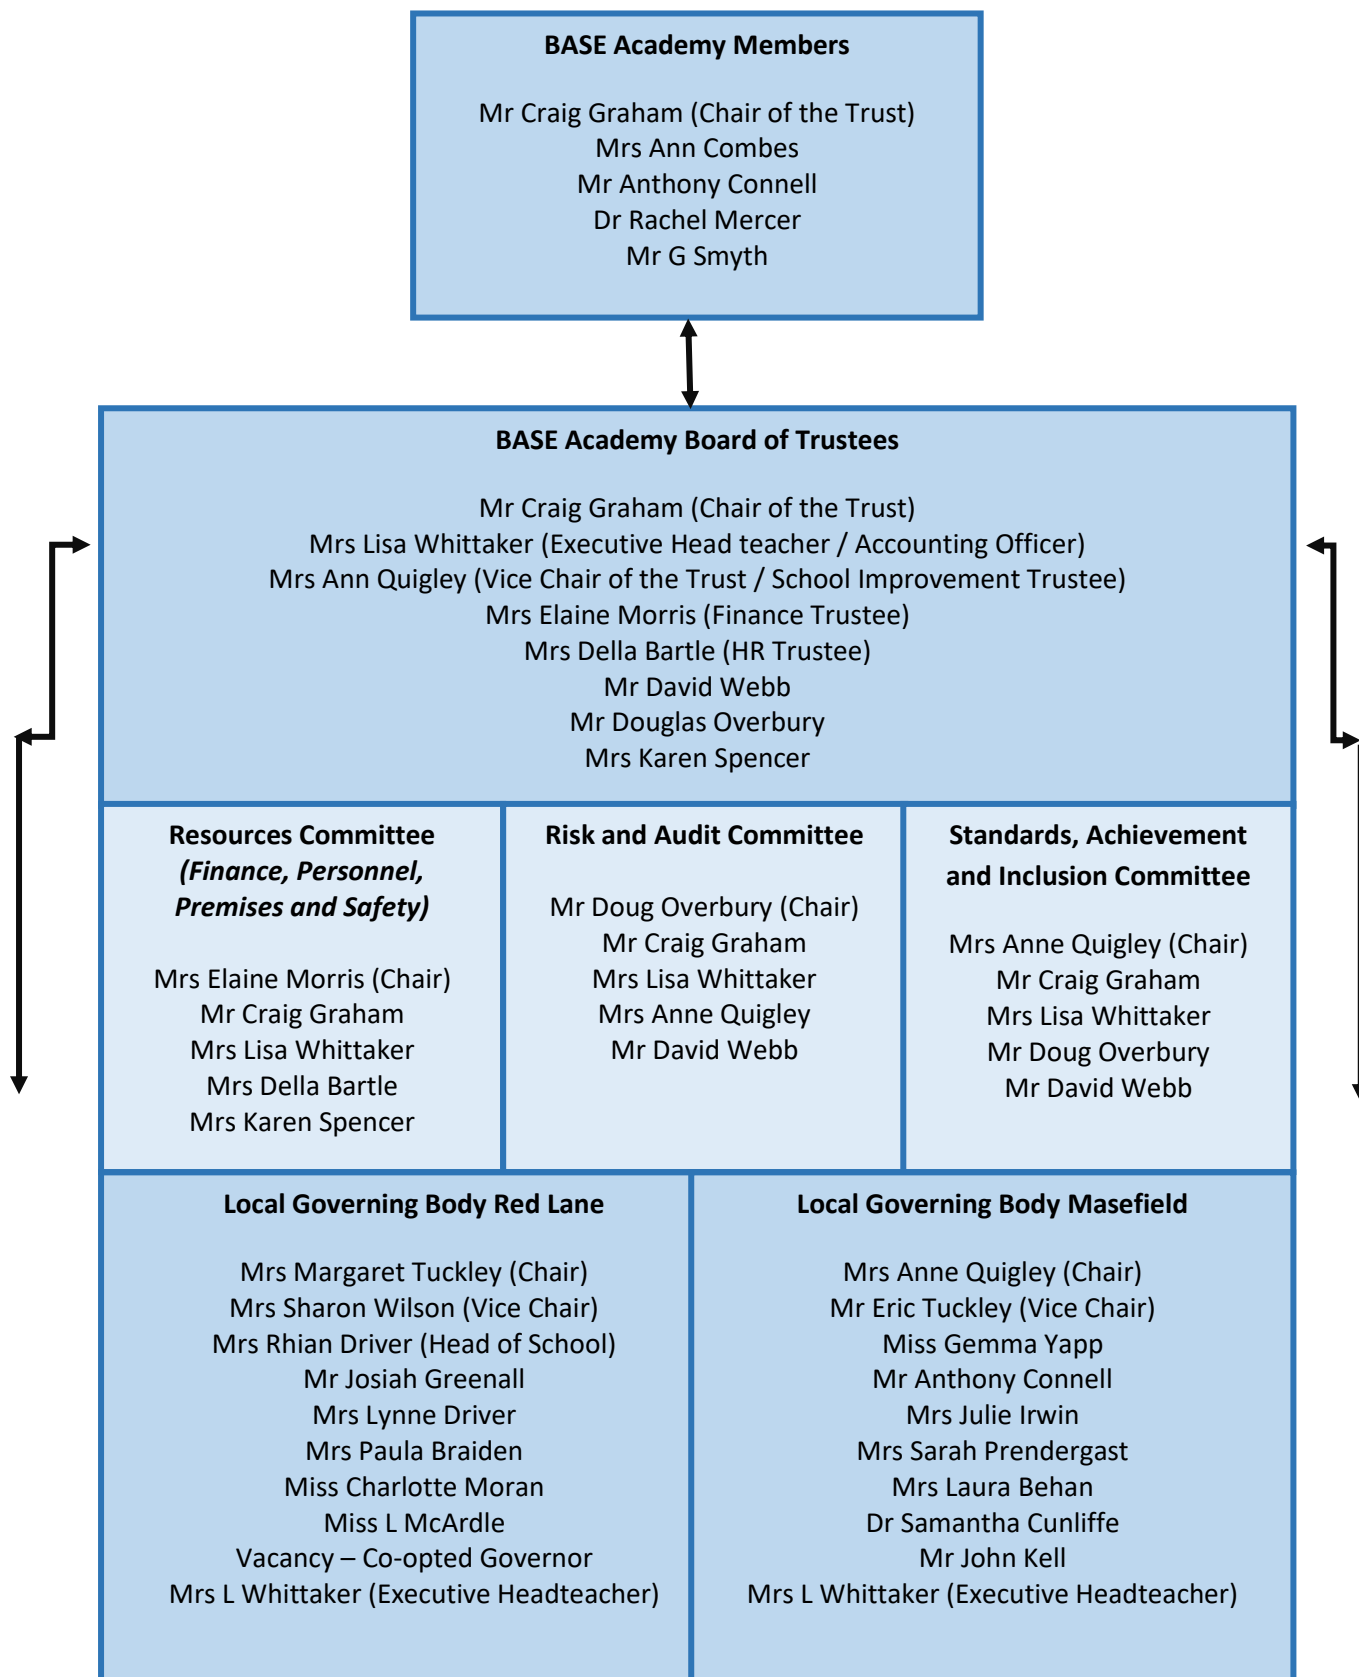 BASE Academy Members
Mr Craig Graham (Chair of the Trust)
Mrs Ann Combes
Mr Anthony Connell
Dr Rachel Mercer
Mr G Smyth
BASE Academy Board of Trustees
Mr Craig Graham (Chair of the Trust)
Mrs Lisa Whittaker (Executive Head teacher / Accounting Officer)
Mrs Ann Quigley (Vice Chair of the Trust / School Improvement Trustee)
Mrs Elaine Morris (Finance Trustee)
Mrs Della Bartle (HR Trustee)
Mr David Webb
Mr Douglas Overbury
Mrs Karen Spencer
Resources Committee
(Finance, Personnel,
Premises and Safety)
Mrs Elaine Morris (Chair)
Mr Craig Graham
Mrs Lisa Whittaker
Mrs Della Bartle
Mrs Karen Spencer
Risk and Audit Committee
Mr Doug Overbury (Chair)
Mr Craig Graham
Mrs Lisa Whittaker
Mrs Anne Quigley
Mr David Webb
Standards, Achievement
and Inclusion Committee
Mrs Anne Quigley (Chair)
Mr Craig Graham
Mrs Lisa Whittaker
Mr Doug Overbury
Mr David Webb
Local Governing Body Red Lane
Mrs Margaret Tuckley (Chair)
Mrs Sharon Wilson (Vice Chair)
Mrs Rhian Driver (Head of School)
Mr Josiah Greenall
Mrs Lynne Driver
Mrs Paula Braiden
Miss Charlotte Moran
Miss L McArdle
Vacancy – Co-opted Governor
Mrs L Whittaker (Executive Headteacher)
Local Governing Body Masefield
Mrs Anne Quigley (Chair)
Mr Eric Tuckley (Vice Chair)
Miss Gemma Yapp
Mr Anthony Connell
Mrs Julie Irwin
Mrs Sarah Prendergast
Mrs Laura Behan
Dr Samantha Cunliffe
Mr John Kell
Mrs L Whittaker (Executive Headteacher)